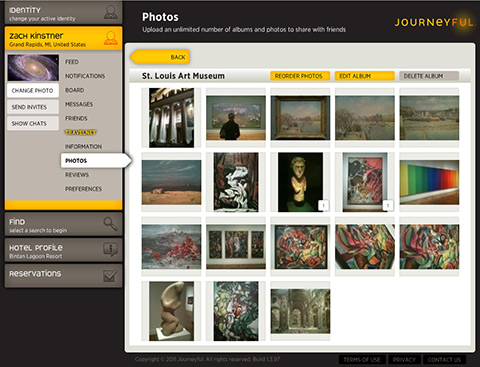 IDENTITY
change your active identity
ZACH KINSTNER
Grand Rapids, MI, United States
CHANGE PHOTO
SEND INVITES
SHOW CHATS
FEED
NOTIFICATIONS
BOARD
MESSAGES
FRIENDS
TRAVELNET
INFORMATION
PHOTOS
REVIEWS
PREFERENCES
FIND
select a search to begin
HOTEL PROFILE
Bintan Lagoon Resort
RESERVATIONS
Photos
Upload an unlimited number of albums and photos to share with friends
JOURNEYFUL
BACK
St. Louis Art Museum
REORDER PHOTOS
EDIT ALBUM
DELETE ALBUM
1
1
Copyright © 2011 Journeyful. All rights reserved. Build 1.3.97
TERMS OF USE
PRIVACY
CONTACT US